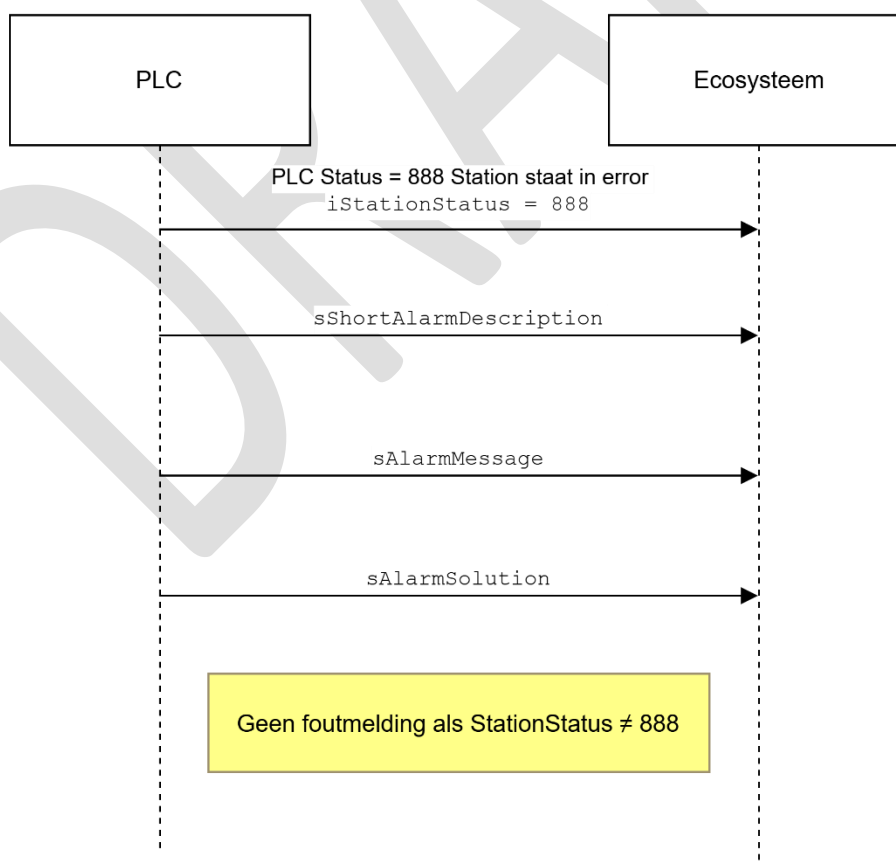 PLC
Ecosysteem
PLC Status = 888 Station staat in error
iStationStatus = 888
sShortAlarmDescription
sAlarmMessage
sAlarmSolution
Geen foutmelding als StationStatus ≠ 888